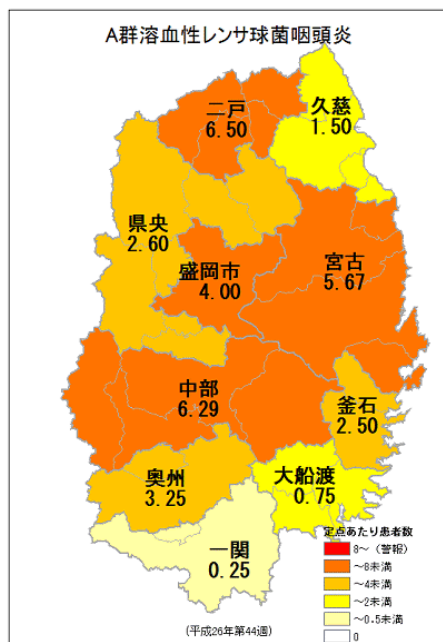 A群溶血性レンサ球菌咽頭炎
二戸
6.50
久慈
1.50
県央
2.60
盛岡市
4.00
宮古
5.67
中部
6.29
釜石
2.50
奥州
3.25
大船渡
0.75
一関
0.25
定点あたり患者数
8~ (警報)
~8未満
~4未満
~2未満
~0.5未満
0
(平成26年第44週)